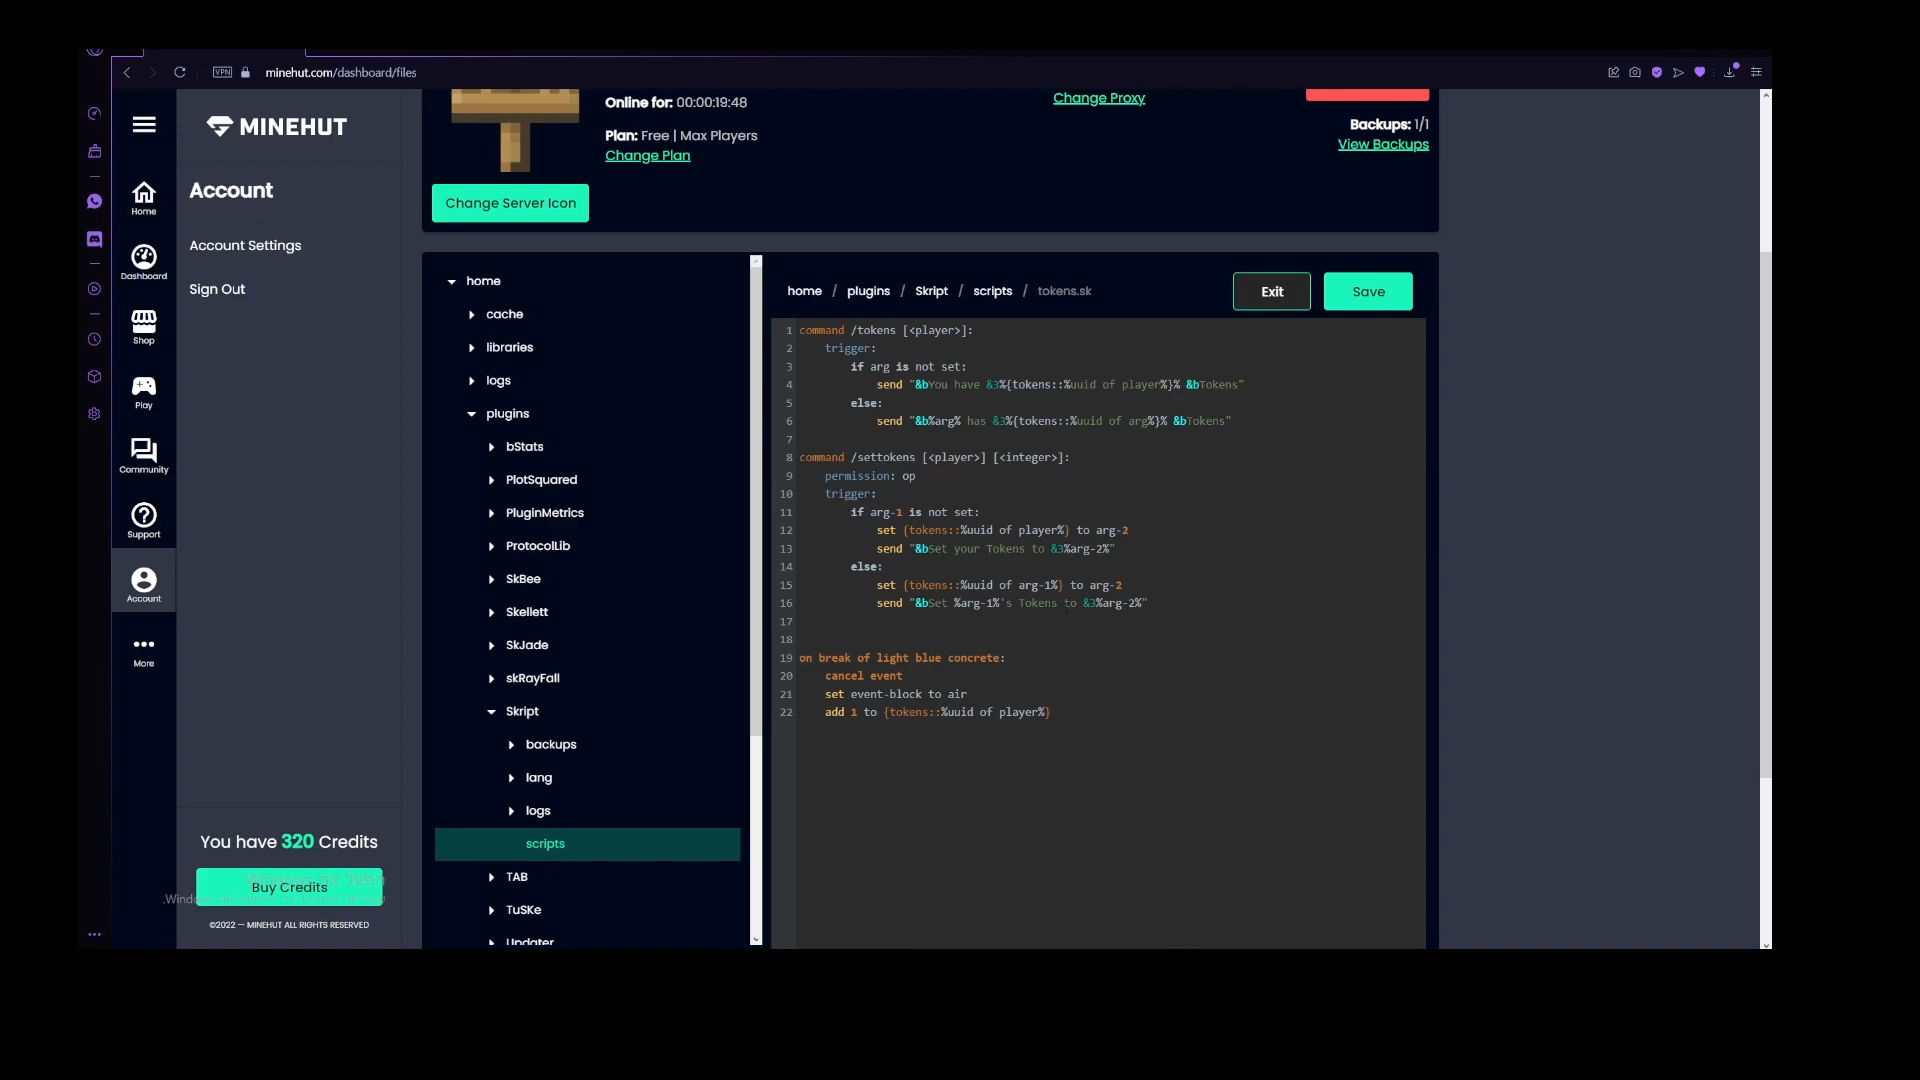 VPN minehut.com/dashboard/files
MINEHUT
Account
Account Settings
Sign Out
Home
Dashboard
Shop
Play
Community
Support
Account
More
You have 320 Credits
Buy Credits
©2022 — MINEHUT ALL RIGHTS RESERVED
Online for: 00:00:19:48
Plan: Free | Max Players
Change Plan
Change Server Icon
Change Proxy
Backups: 1/1
View Backups
home
cache
libraries
logs
plugins
bStats
PlotSquared
PluginMetrics
ProtocolLib
SkBee
Skellett
SkJade
skRayFall
Skript
backups
lang
logs
scripts
TAB
TuSKe
Updater
home / plugins / Skript / scripts / tokens.sk
Exit
Save
1 command /tokens [<player>]:
2 trigger:
3 if arg is not set:
4 send "&bYou have &3%{tokens::%uuid of player%}% &bTokens"
5 else:
6 send "&b%arg% has &3%{tokens::%uuid of arg%}% &bTokens"
7
8 command /settokens [<player>] [<integer>]:
9 permission: op
10 trigger:
11 if arg-1 is not set:
12 set {tokens::%uuid of player%} to arg-2
13 send "&bSet your Tokens to &3%arg-2%"
14 else:
15 set {tokens::%uuid of arg-1%} to arg-2
16 send "&bSet %arg-1%'s Tokens to &3%arg-2%"
17
18
19 on break of light blue concrete:
20 cancel event
21 set event-block to air
22 add 1 to {tokens::%uuid of player%}